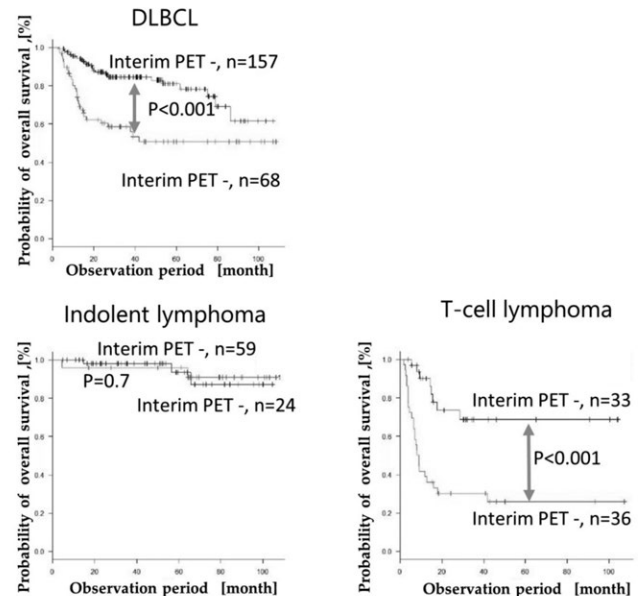 DLBCL
Probability of overall survival ,[%]
1.0
0.8
0.6
0.4
0.2
0.0
Interim PET -, n=157
P<0.001
Interim PET -, n=68
0 20 40 60 80 100
Observation period [month]
Indolent lymphoma
Probability of overall survival ,[%]
1.0
0.8
0.6
0.4
0.2
0.0
Interim PET -, n=59
P=0.7
Interim PET -, n=24
0 20 40 60 80 100
Observation period [month]
T-cell lymphoma
Probability of overall survival ,[%]
1.0
0.8
0.6
0.4
0.2
0.0
Interim PET -, n=33
P<0.001
Interim PET -, n=36
0 20 40 60 80 100
Observation period [month]